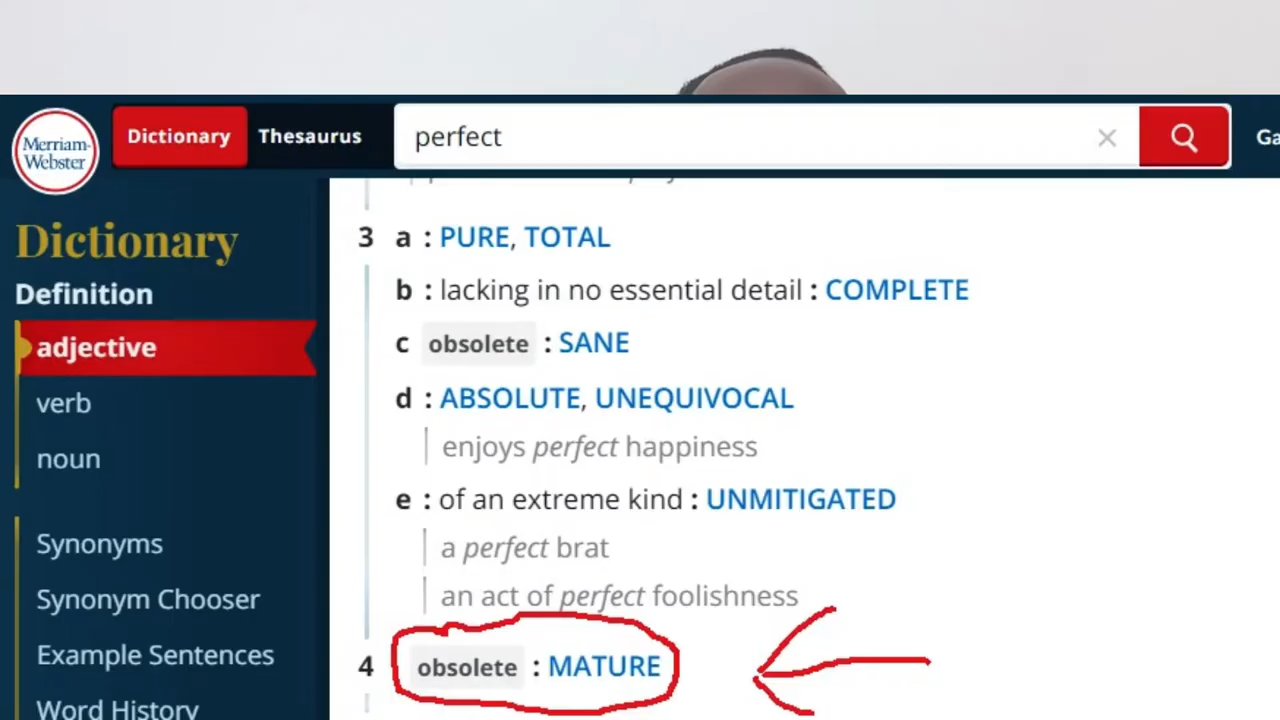 Merriam-
Webster
Dictionary
Thesaurus
perfect
Ga
Dictionary
Definition
adjective
verb
noun
Synonyms
Synonym Chooser
Example Sentences
Word History
3 a : PURE, TOTAL
b : lacking in no essential detail : COMPLETE
c obsolete : SANE
d : ABSOLUTE, UNEQUIVOCAL
enjoys perfect happiness
e : of an extreme kind : UNMITIGATED
a perfect brat
an act of perfect foolishness
4 obsolete : MATURE